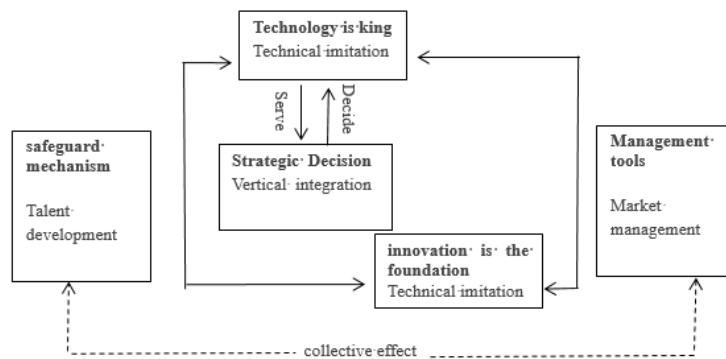 Technology is king
Technical imitation
Serve
Decide
safeguard
mechanism
Talent
development
Strategic Decision
Vertical integration
Management
tools
Market
management
innovation is the
foundation
Technical imitation
collective effect